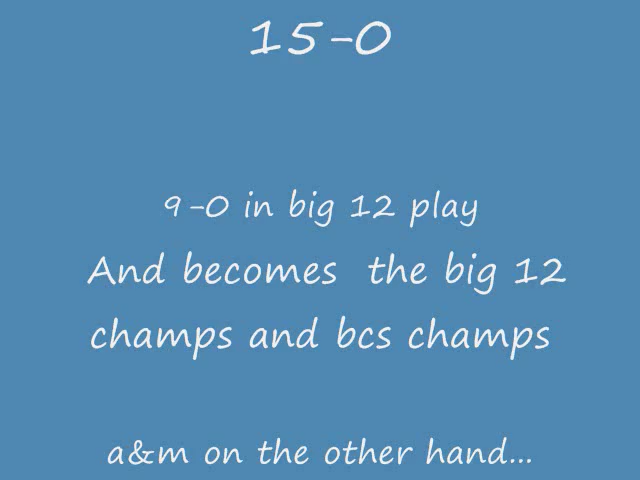 15-0
9-0 in big 12 play
And becomes the big 12
champs and bcs champs
a&m on the other hand...